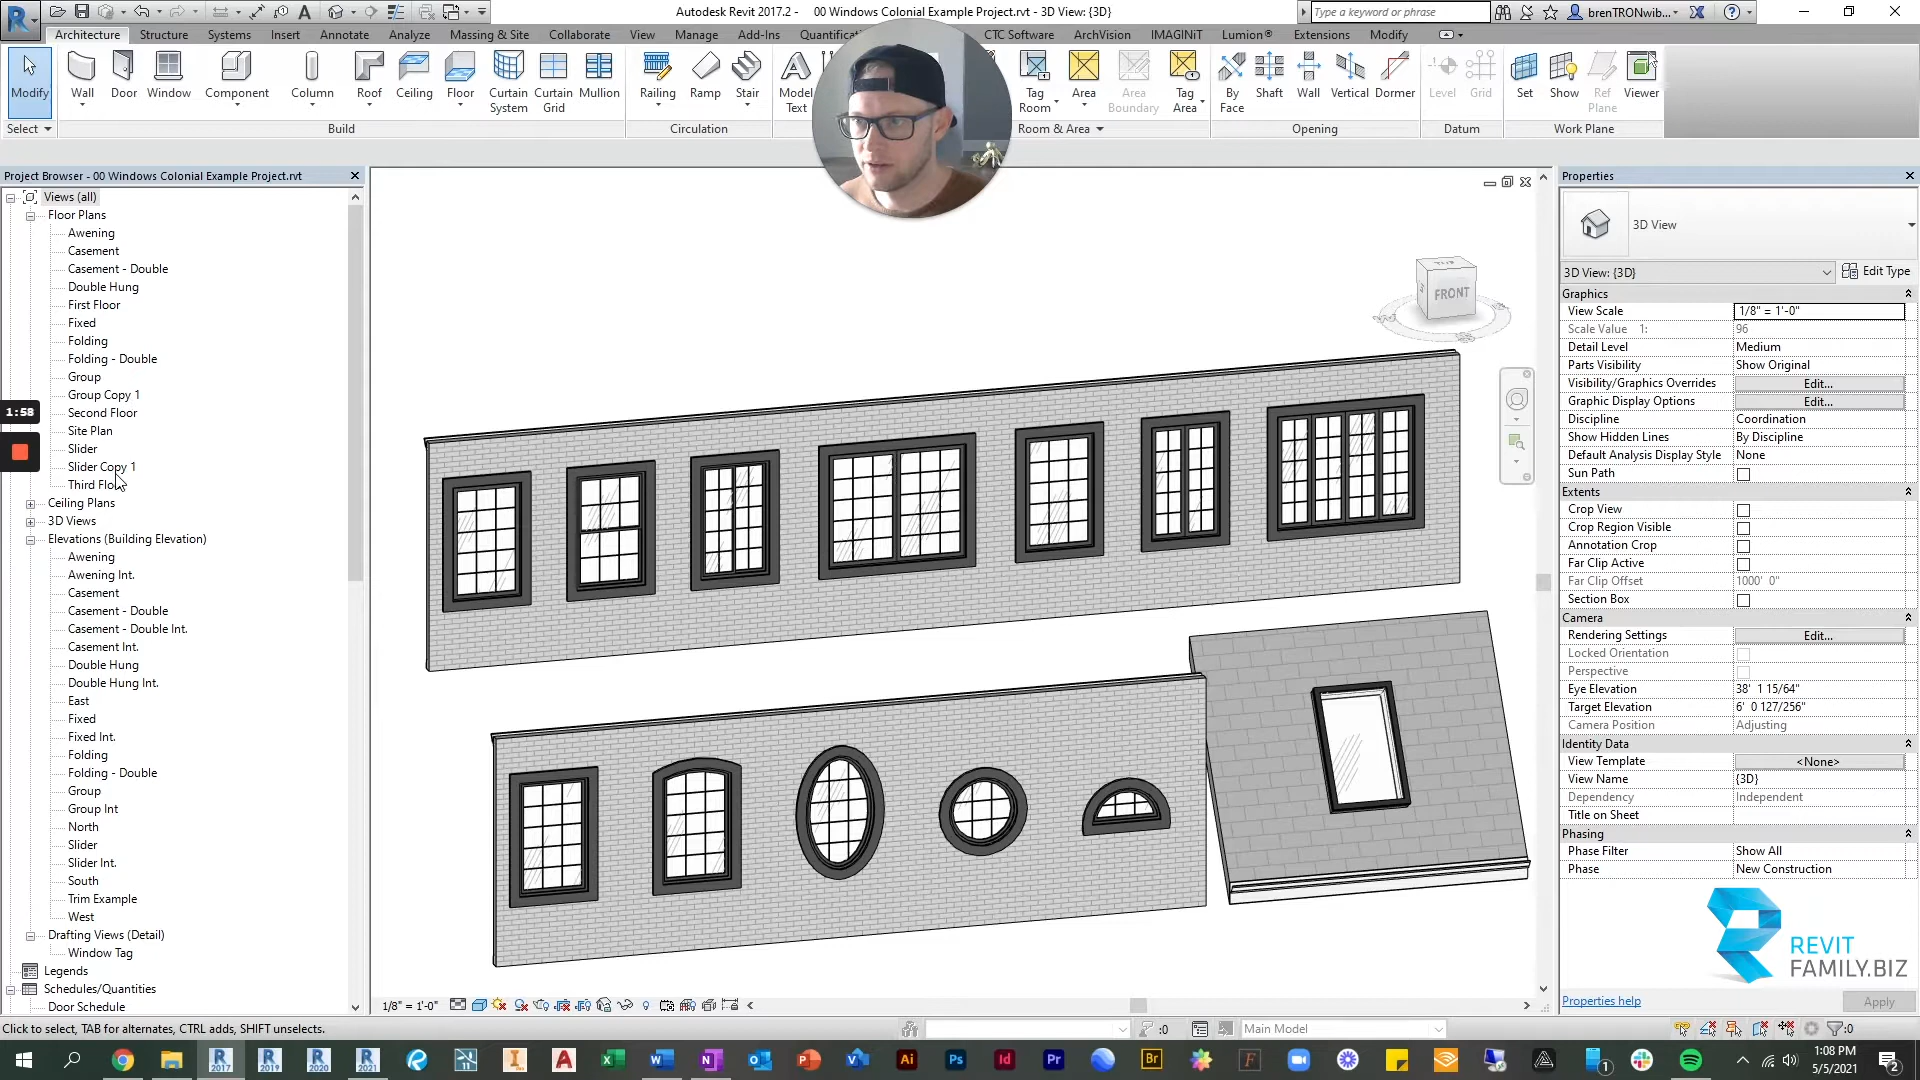 Autodesk Revit 2017.2 -     00 Windows Colonial Example Project.rvt - 3D View: {3D}
Type a keyword or phrase
brenTRONwib...
Architecture Structure Systems Insert Annotate Analyze Massing & Site Collaborate View Manage Add-Ins CTC Software ArchVision IMAGINiT Lumion® Extensions Modify
Modify Wall Door Window Component Column Roof Ceiling Floor Curtain System Curtain Grid Mullion Railing Ramp Stair Model Text Tag Room Area Area Boundary Tag Area By Face Shaft Wall Vertical Dormer Level Grid Set Show Ref Plane Viewer
Select Build Circulation Room & Area Opening Datum Work Plane
Project Browser - 00 Windows Colonial Example Project.rvt
Views (all)
Floor Plans
Awening
Casement
Casement - Double
Double Hung
First Floor
Fixed
Folding
Folding - Double
Group
Group Copy 1
Second Floor
Site Plan
Slider
Slider Copy 1
Third
Ceiling Plans
3D Views
Elevations (Building Elevation)
Awening
Awening Int.
Casement
Casement - Double
Casement - Double Int.
Casement Int.
Double Hung
Double Hung Int.
East
Fixed
Fixed Int.
Folding
Folding - Double
Group
Group Int
North
Slider
Slider Int.
South
Trim Example
West
Drafting Views (Detail)
Window Tag
Legends
Schedules/Quantities
Door Schedule
1:58
FRONT
Properties
3D View
3D View: {3D} Edit Type
Graphics
View Scale 1/8" = 1'-0"
Scale Value    1: 96
Detail Level Medium
Parts Visibility Show Original
Visibility/Graphics Overrides Edit...
Graphic Display Options Edit...
Discipline Coordination
Show Hidden Lines By Discipline
Default Analysis Display Style None
Sun Path
Extents
Crop View
Crop Region Visible
Annotation Crop
Far Clip Active
Far Clip Offset 1000'  0"
Section Box
Camera
Rendering Settings Edit...
Locked Orientation
Perspective
Eye Elevation 38'  1 15/64"
Target Elevation 6'  0 127/256"
Camera Position Adjusting
Identity Data
View Template <None>
View Name {3D}
Dependency Independent
Title on Sheet
Phasing
Phase Filter Show All
Phase New Construction
REVIT
FAMILY.BIZ
Properties help Apply
1/8" = 1'-0"
Click to select, TAB for alternates, CTRL adds, SHIFT unselects.
:0
Main Model
:0
1:08 PM
5/5/2021